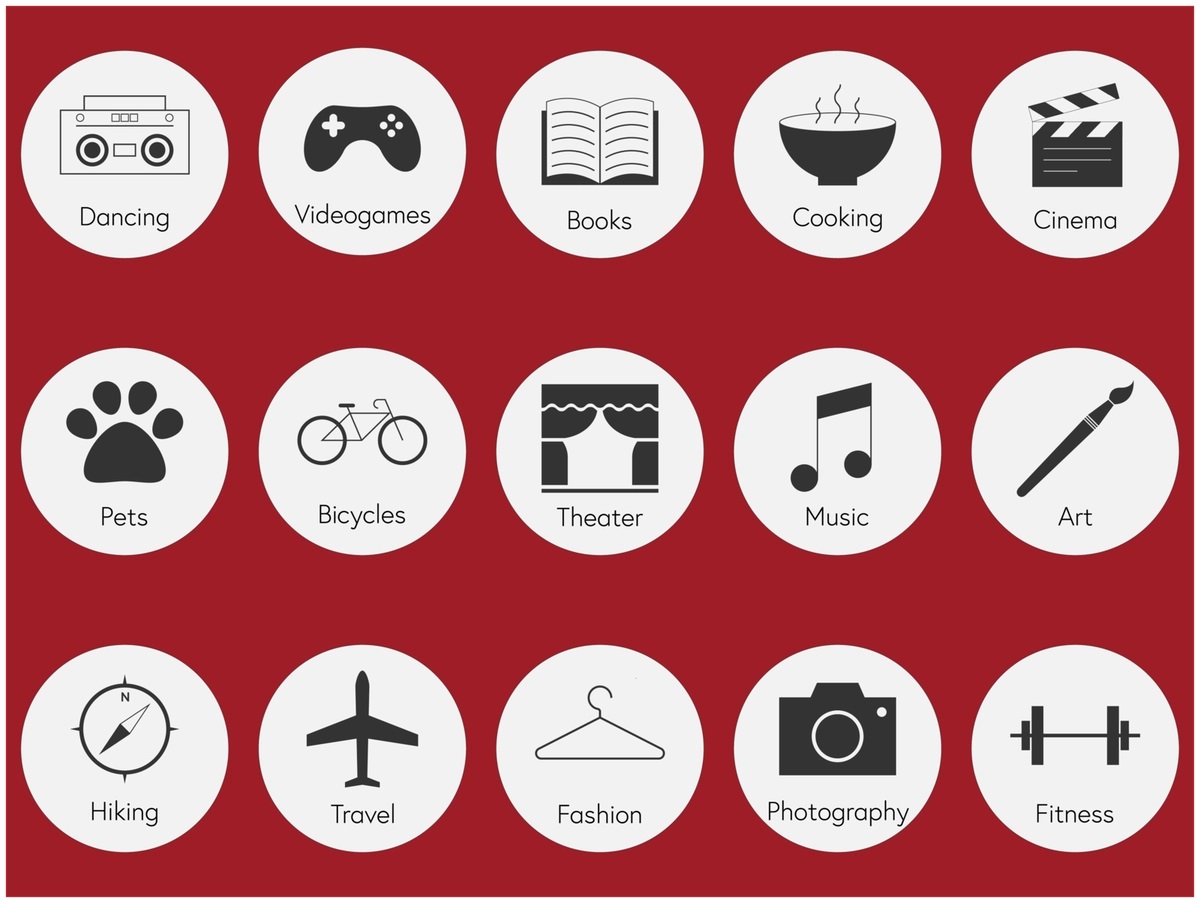 Dancing
Videogames
Books
Cooking
Cinema
Pets
Bicycles
Theater
Music
Art
N
Hiking
Travel
Fashion
Photography
Fitness